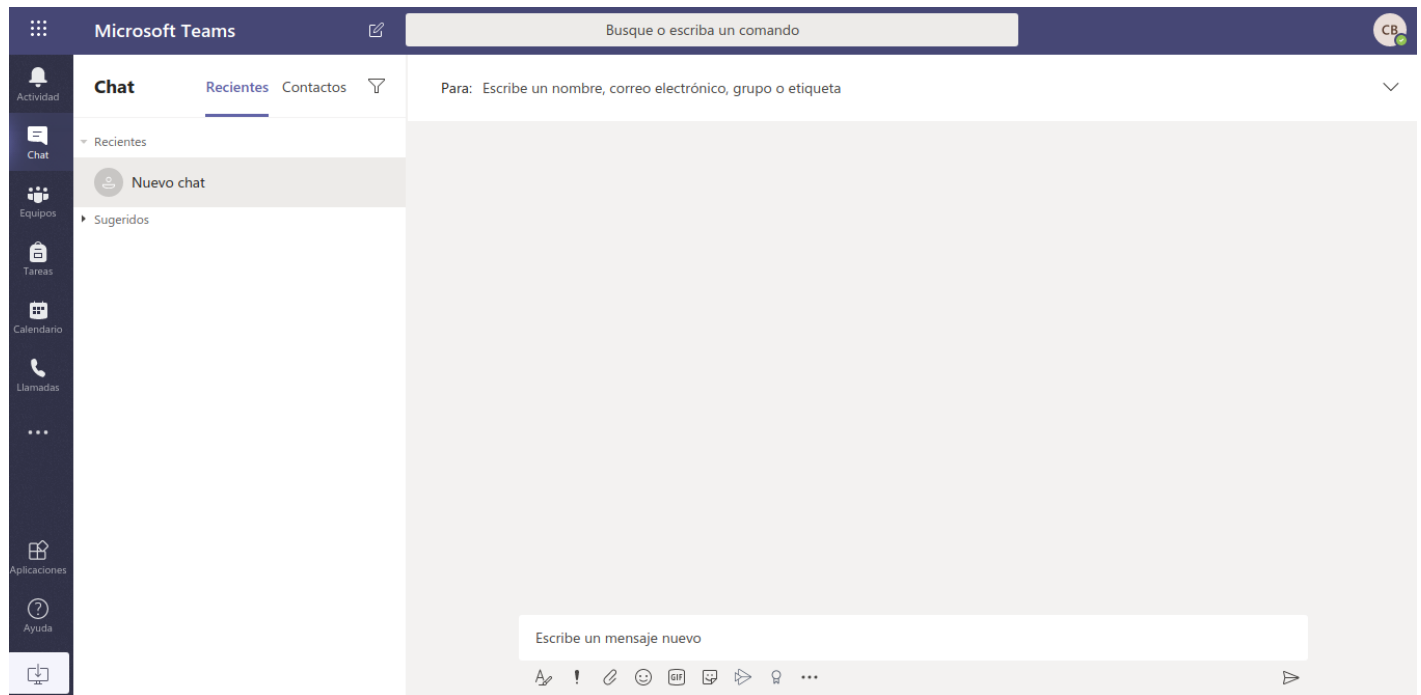 Microsoft Teams
Busque o escriba un comando
CB
Actividad
Chat
Equipos
Tareas
Calendario
Llamadas
Aplicaciones
Ayuda
Chat Recientes Contactos
Recientes
Nuevo chat
Sugeridos
Para: Escribe un nombre, correo electrónico, grupo o etiqueta
Escribe un mensaje nuevo
GIF